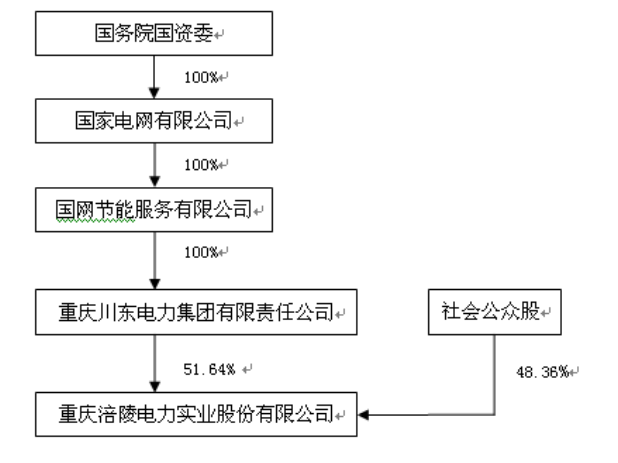 国务院国资委
100%
国家电网有限公司
100%
国网节能服务有限公司
100%
重庆川东电力集团有限责任公司
社会公众股
51.64%
48.36%
重庆涪陵电力实业股份有限公司